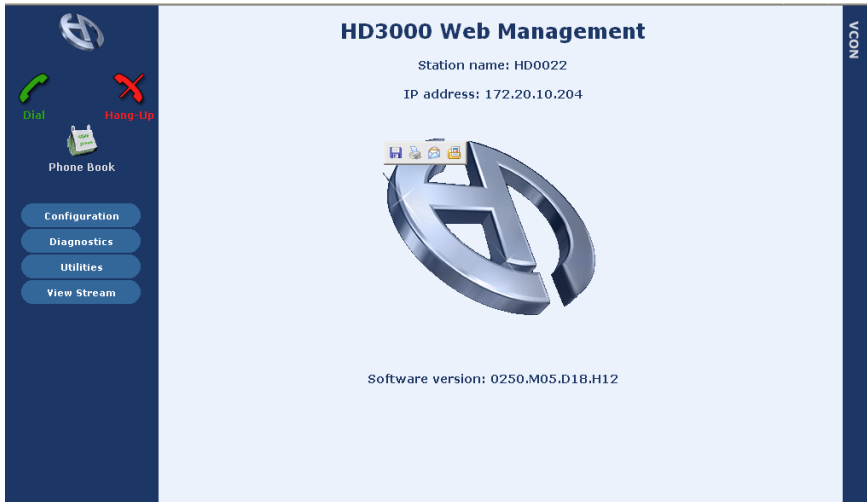 HD3000 Web Management
Station name: HD0022
IP address: 172.20.10.204
Dial
Hang-Up
Phone Book
Configuration
Diagnostics
Utilities
View Stream
Software version: 0250.M05.D18.H12
VCON